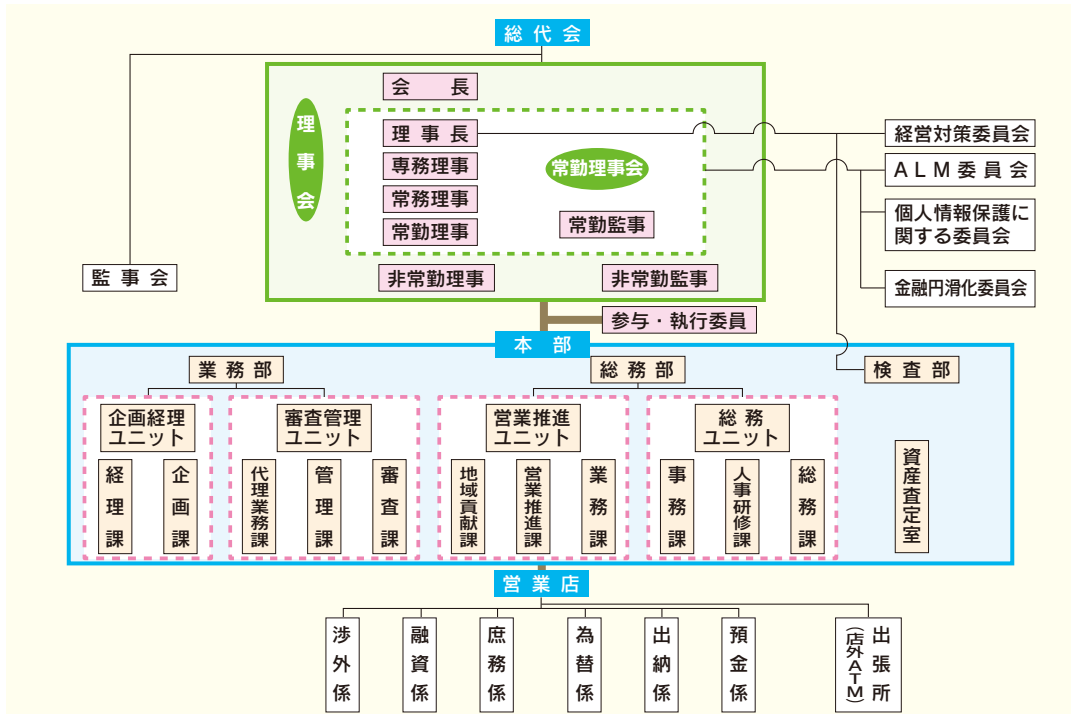 総代会
会長
理事会
理事長
経営対策委員会
専務理事
常勤理事会
ALM委員会
常務理事
個人情報保護に
関する委員会
常勤理事
常勤監事
監事会
非常勤理事
非常勤監事
金融円滑化委員会
参与・執行委員
本部
業務部
総務部
検査部
企画経理
ユニット
審査管理
ユニット
営業推進
ユニット
総務
ユニット
経理課
企画課
代理業務課
管理課
審査課
地域貢献課
営業推進課
業務課
事務課
人事研修課
総務課
資産査定室
営業店
渉外係
融資係
庶務係
為替係
出納係
預金係
出張所
(店外ATM)